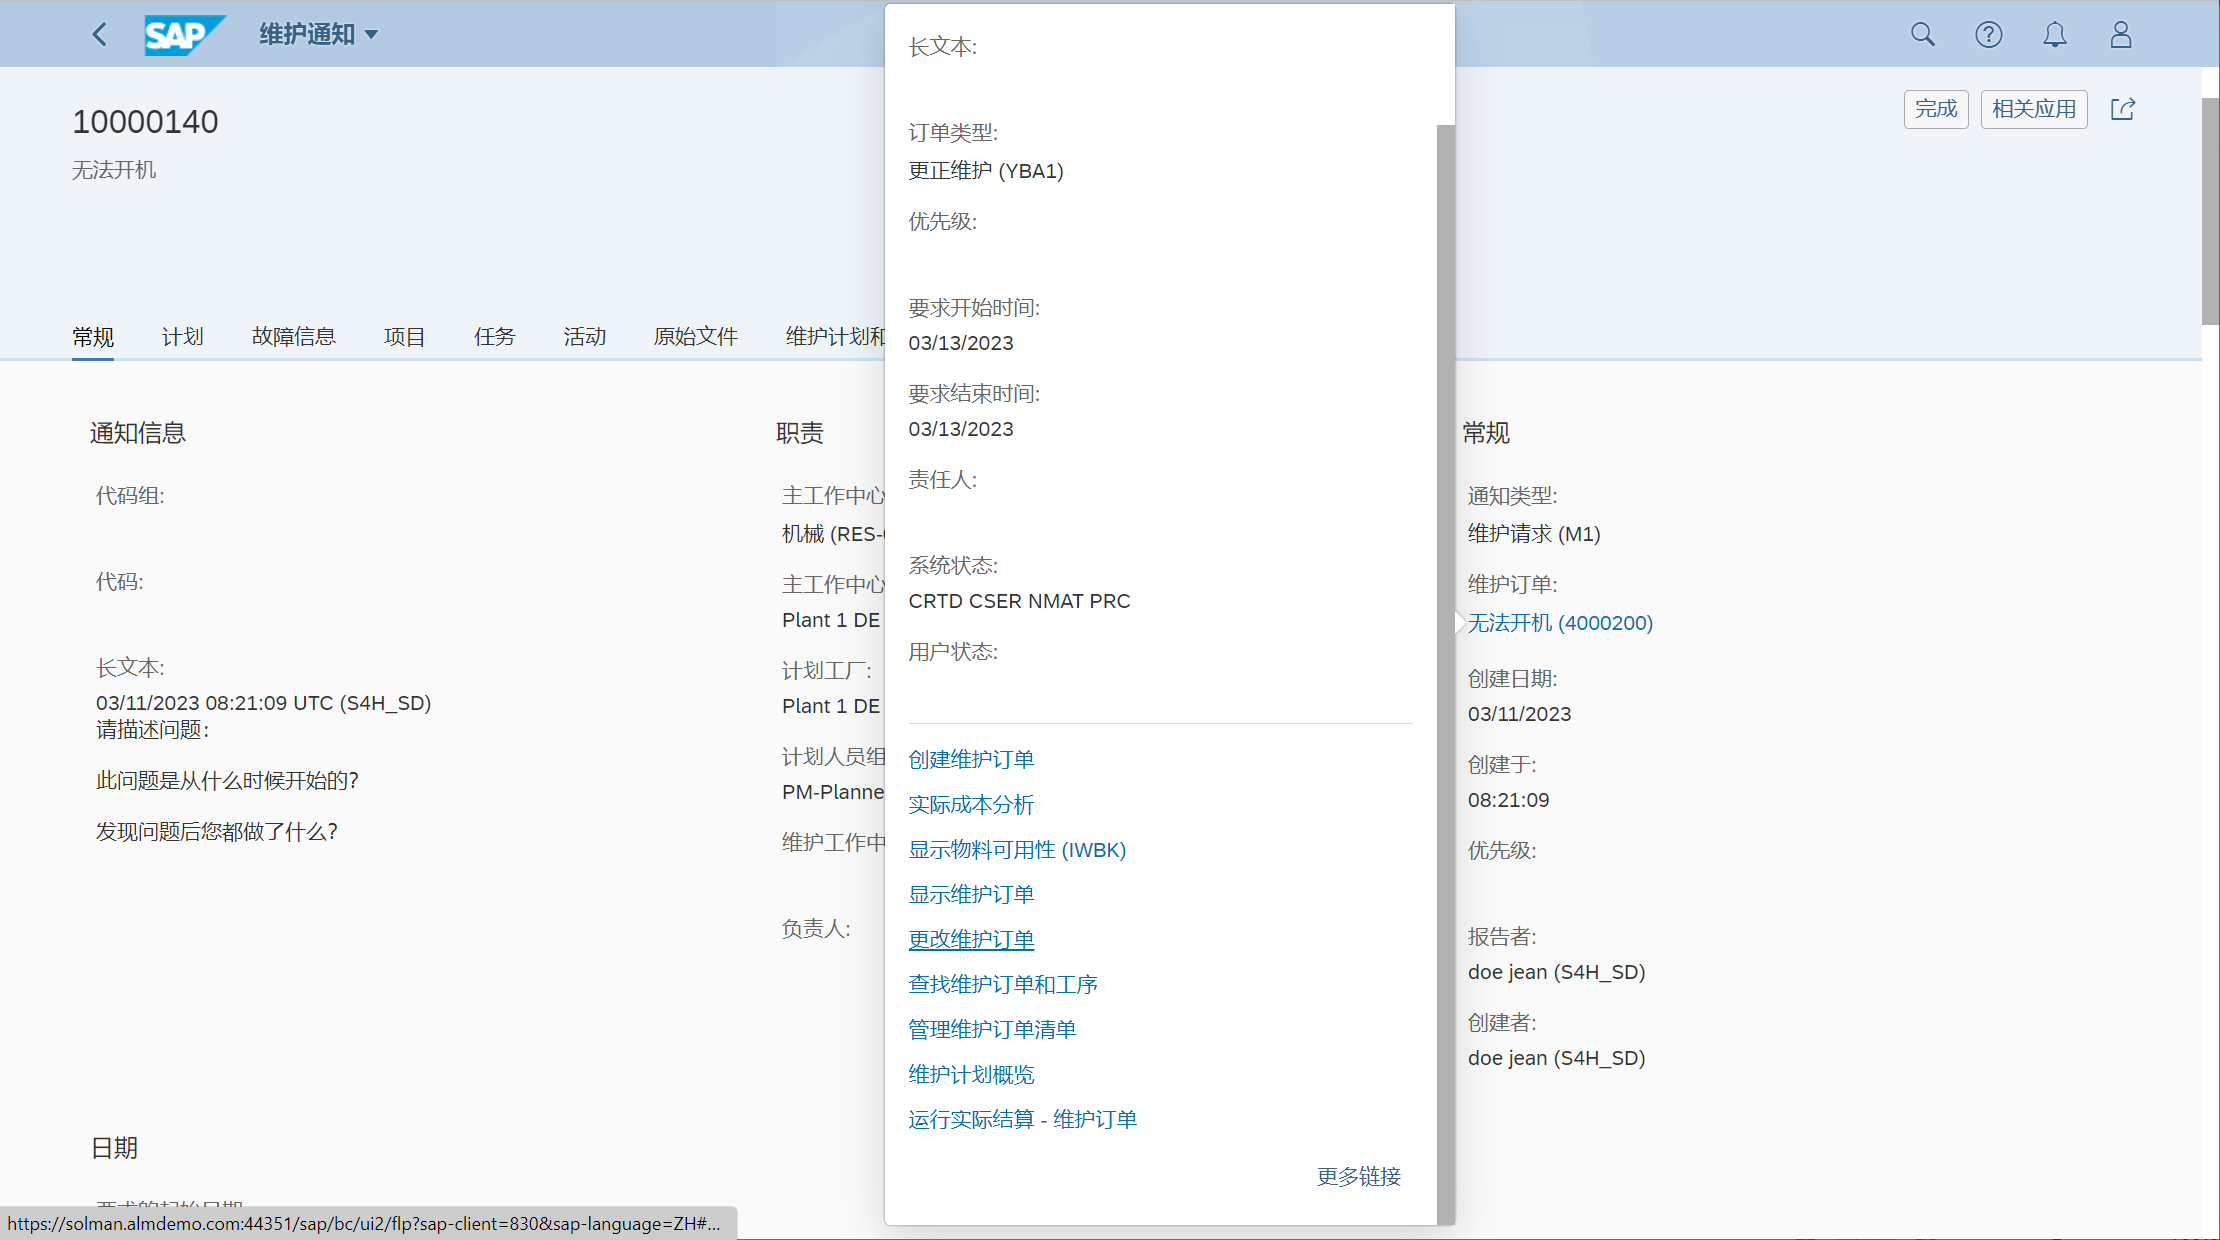 SAP 维护通知
10000140
无法开机
完成 相关应用
常规 计划 故障信息 项目 任务 活动 原始文件 维护计划和
通知信息
代码组:
代码:
长文本:
03/11/2023 08:21:09 UTC (S4H_SD)
请描述问题:
此问题是从什么时候开始的?
发现问题后您都做了什么?
日期
职责
主工作中心
机械 (RES-
主工作中心
Plant 1 DE
计划工厂:
Plant 1 DE
计划人员组
PM-Planne
维护工作中
负责人:
长文本:
订单类型:
更正维护 (YBA1)
优先级:
要求开始时间:
03/13/2023
要求结束时间:
03/13/2023
责任人:
系统状态:
CRTD CSER NMAT PRC
用户状态:
创建维护订单
实际成本分析
显示物料可用性 (IWBK)
显示维护订单
更改维护订单
查找维护订单和工序
管理维护订单清单
维护计划概览
运行实际结算 - 维护订单
更多链接
常规
通知类型:
维护请求 (M1)
维护订单:
无法开机 (4000200)
创建日期:
03/11/2023
创建于:
08:21:09
优先级:
报告者:
doe jean (S4H_SD)
创建者:
doe jean (S4H_SD)
https://solman.almdemo.com:44351/sap/bc/ui2/flp?sap-client=830&sap-language=ZH#...